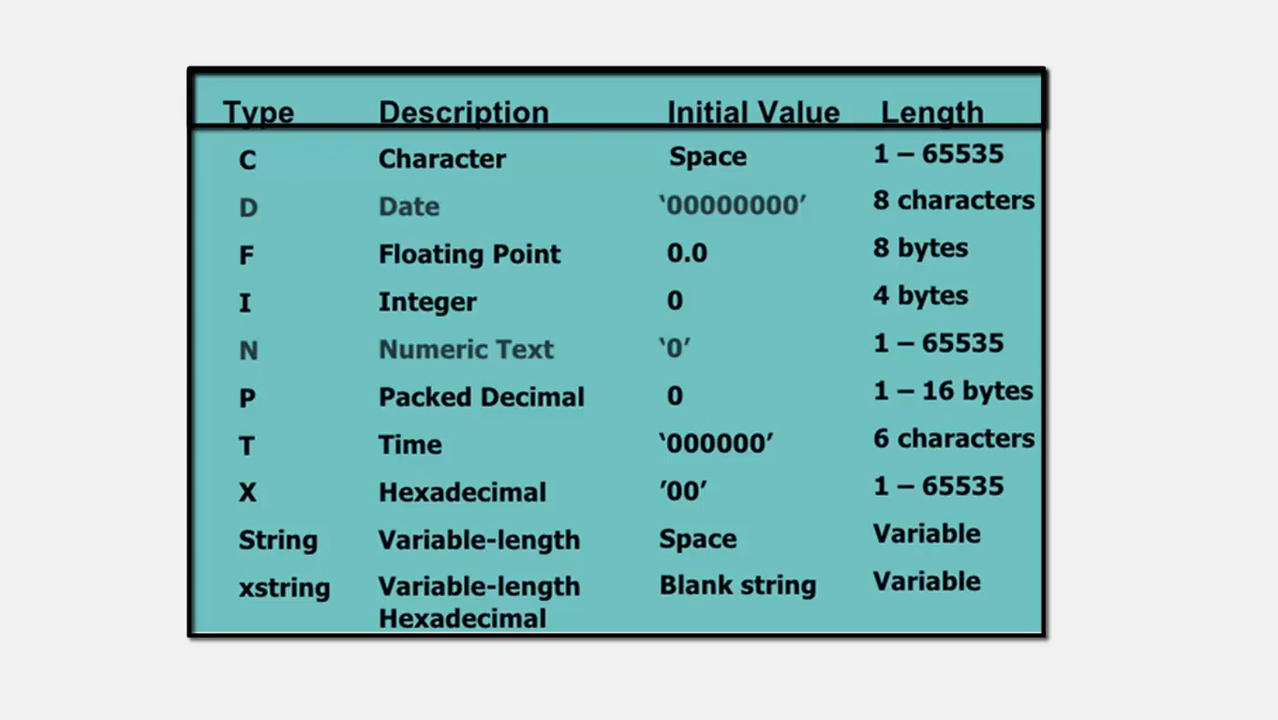 Type Description Initial Value Length
C Character Space 1 – 65535
D Date ‘00000000’ 8 characters
F Floating Point 0.0 8 bytes
I Integer 0 4 bytes
N Numeric Text ‘0’ 1 – 65535
P Packed Decimal 0 1 – 16 bytes
T Time ‘000000’ 6 characters
X Hexadecimal ’00’ 1 – 65535
String Variable-length Space Variable
xstring Variable-length Blank string Variable
Hexadecimal